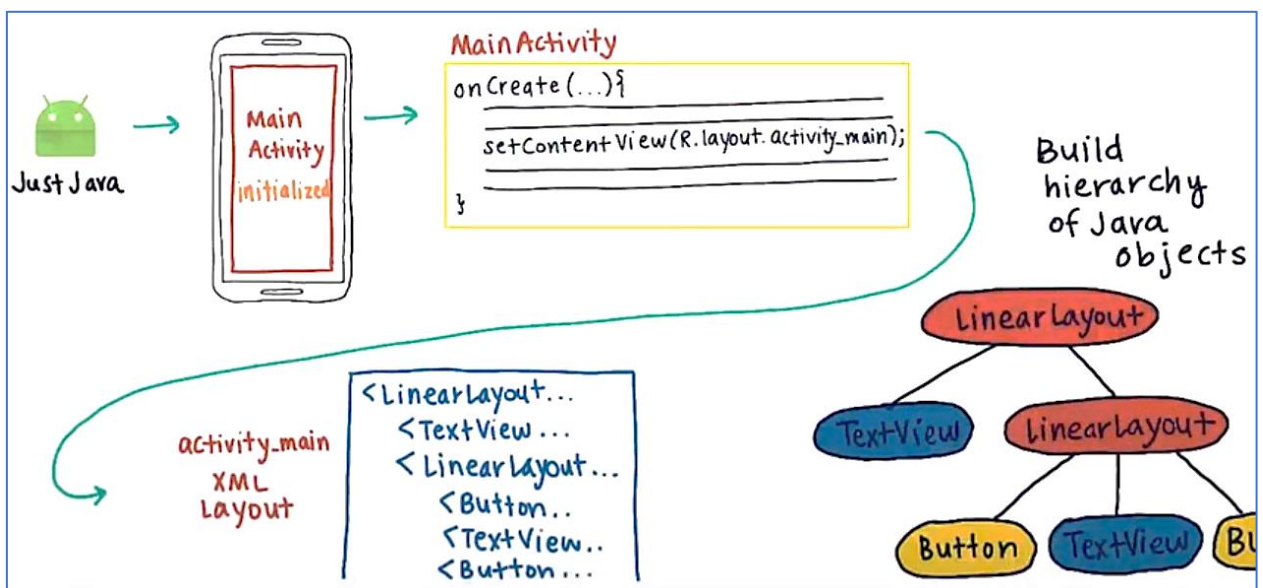 Just Java
Main
Activity
initialized
MainActivity
onCreate(...){
setContentView(R.layout.activity_main);
}
Build
hierarchy
of Java
objects
activity_main
XML
Layout
<LinearLayout...
<TextView...
<LinearLayout...
<Button..
<TextView..
<Button...
LinearLayout
TextView
LinearLayout
Button
TextView
Bu